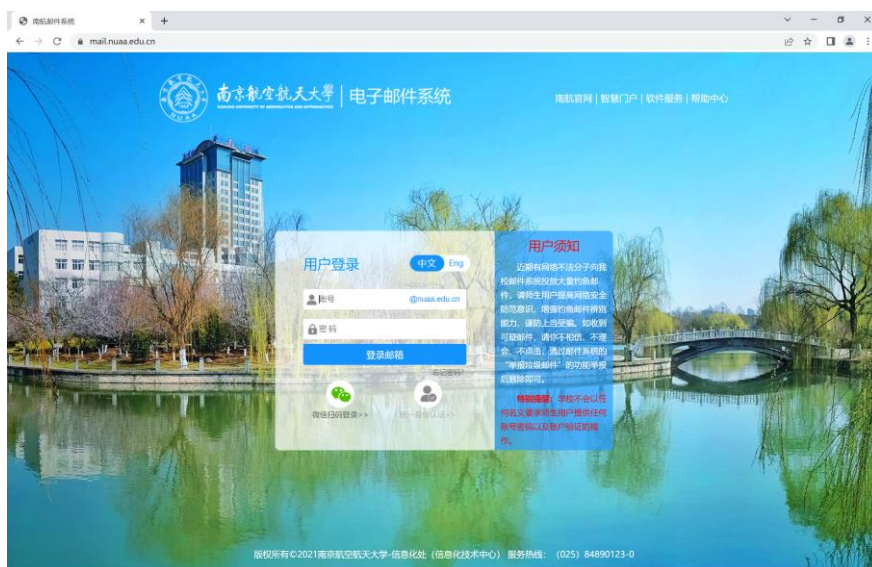 南航邮件系统
mail.nuaa.edu.cn
南京航空航天大學 电子邮件系统
NANJING UNIVERSITY OF AERONAUTICS AND ASTRONAUTICS
NUAA
南航官网 | 智慧门户 | 软件服务 | 帮助中心
用户登录
中文 Eng
账号 @nuaa.edu.cn
密码
登录邮箱
忘记密码?
微信扫码登录>>
统一身份认证>>
用户须知
近期有网络不法分子向我
校邮件系统投放大量钓鱼邮
件，请师生用户提高网络安全
防范意识，增强钓鱼邮件辨别
能力，谨防上当受骗。如收到
可疑邮件，请你不相信、不理
会、不点击，通过邮件系统的
“举报垃圾邮件”的功能举报
后删除即可。
特别提醒：学校不会以任
何名义要求师生用户提供任何
账号密码以及账户验证的操
作。
版权所有©2021南京航空航天大学-信息化处（信息化技术中心） 服务热线：（025）84890123-0